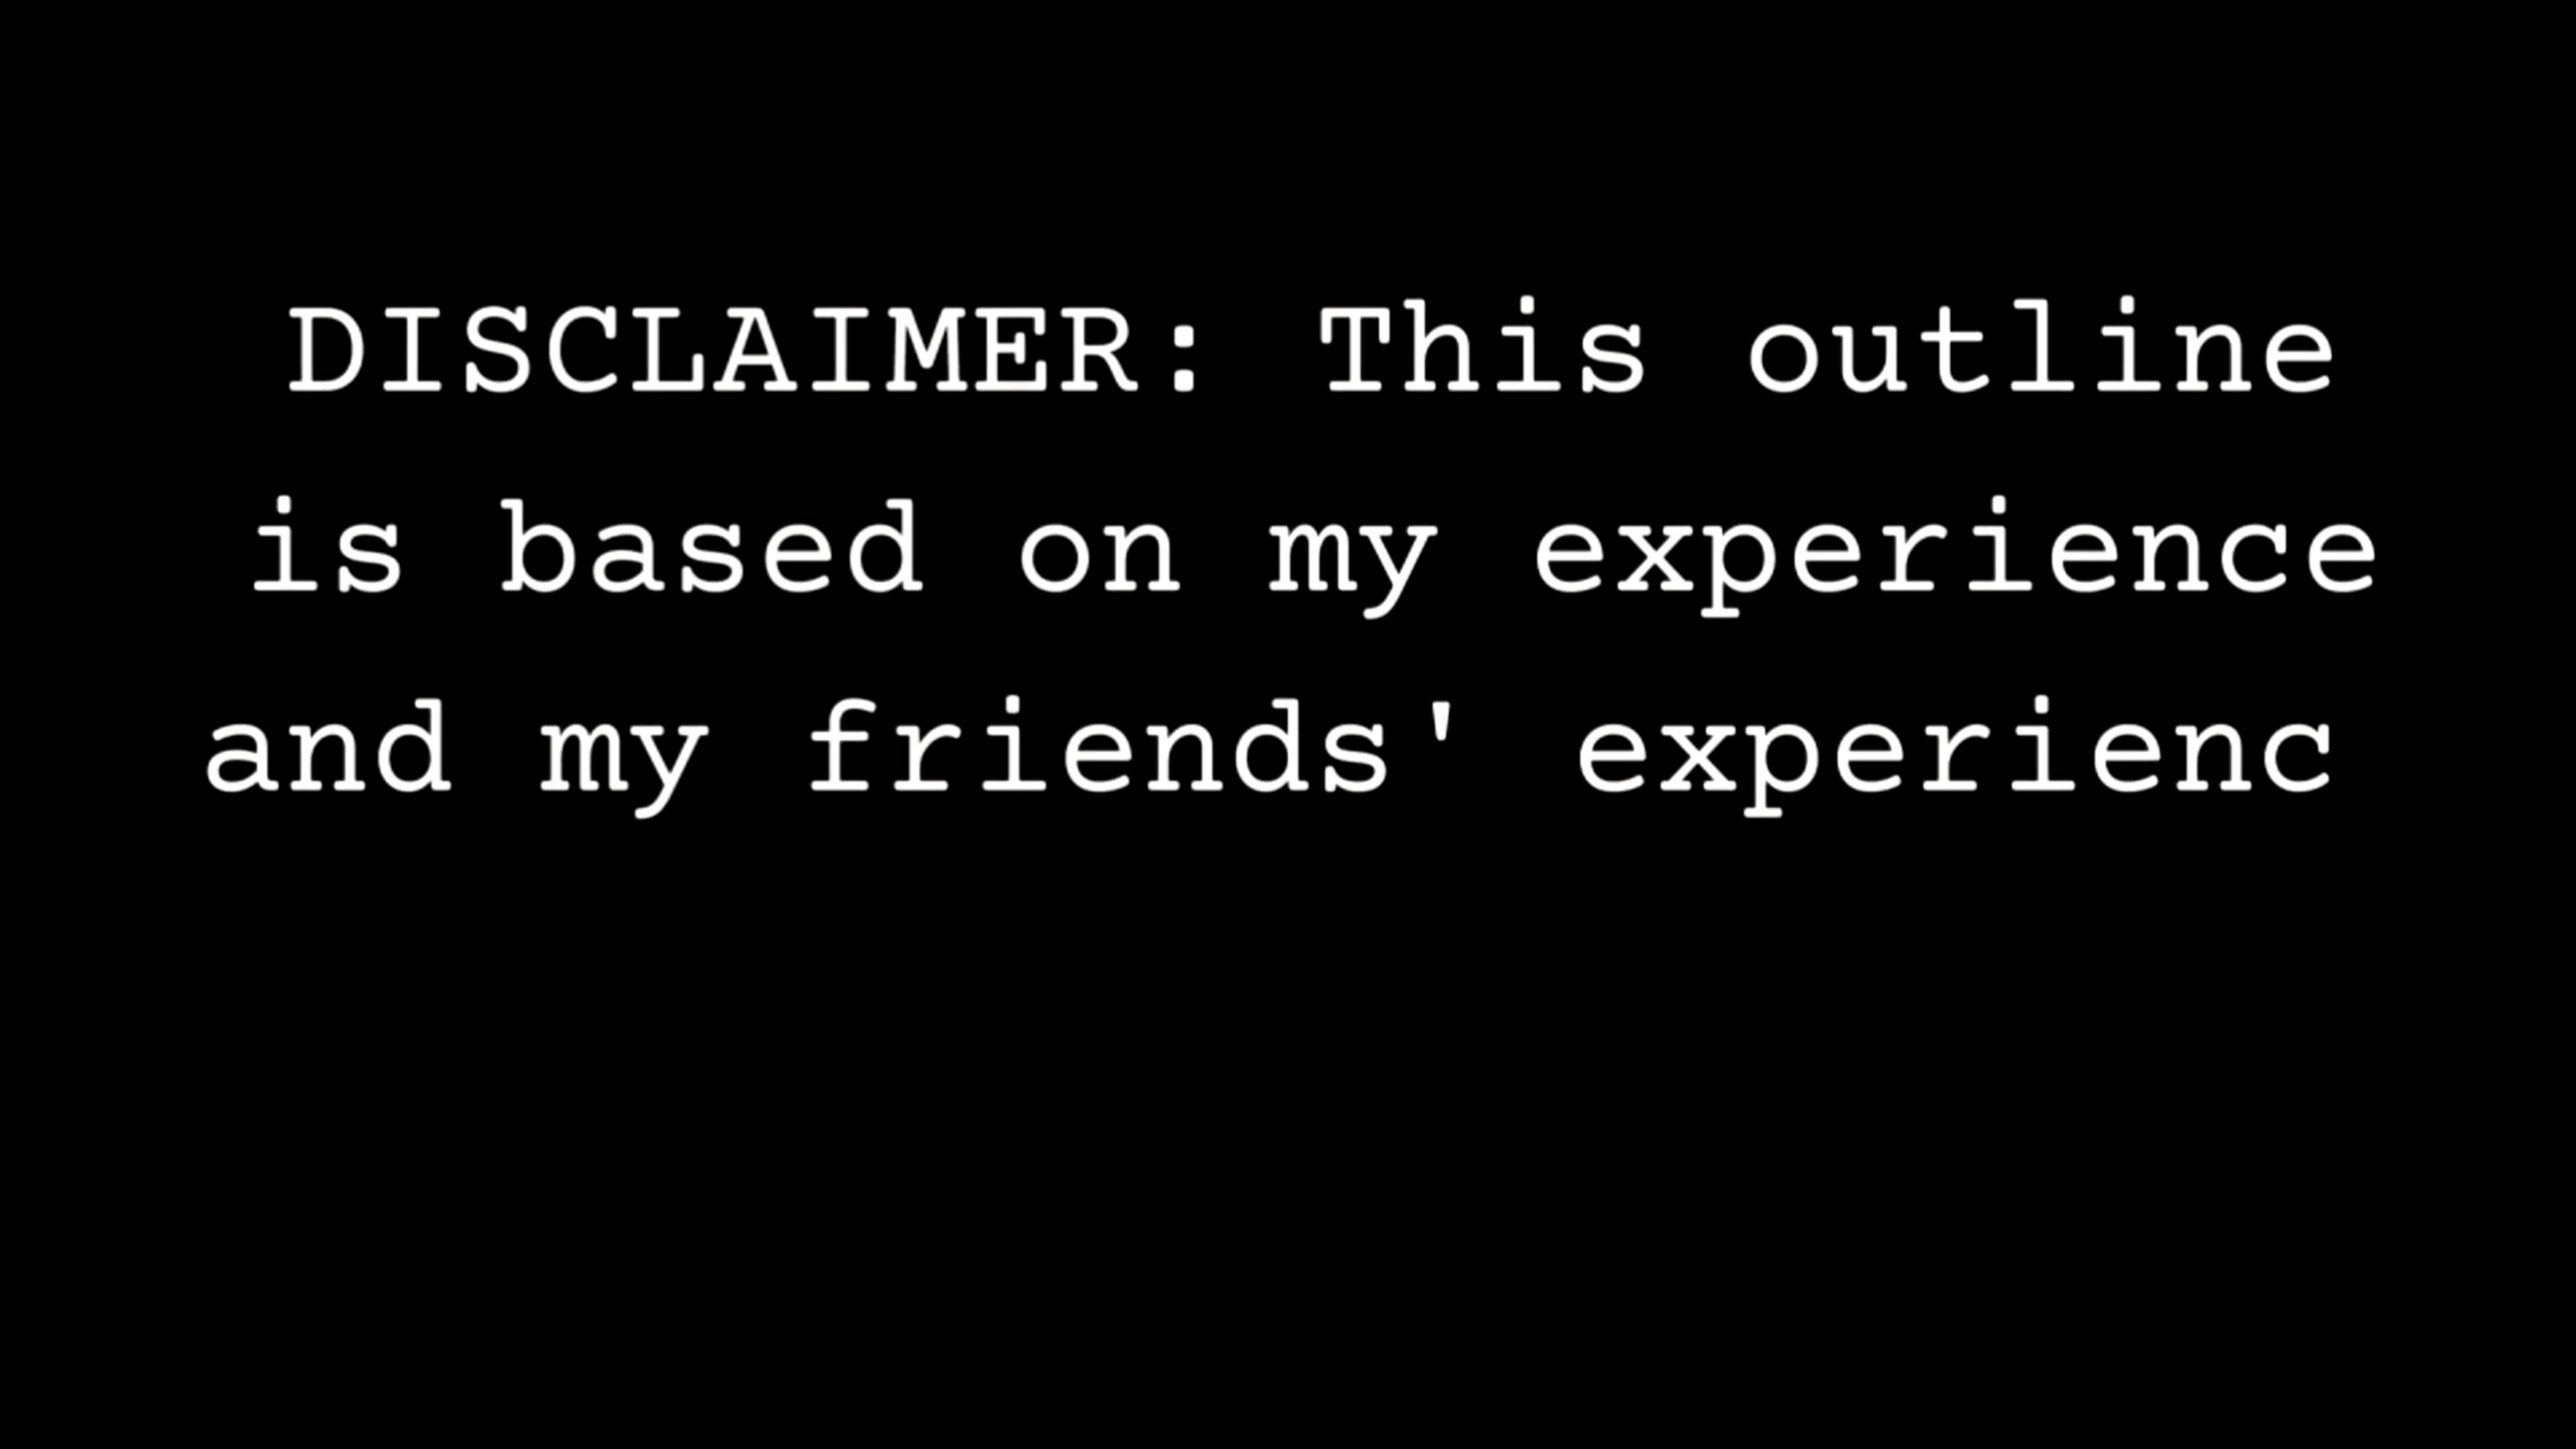 DISCLAIMER: This outline
is based on my experience
and my friends' experienc